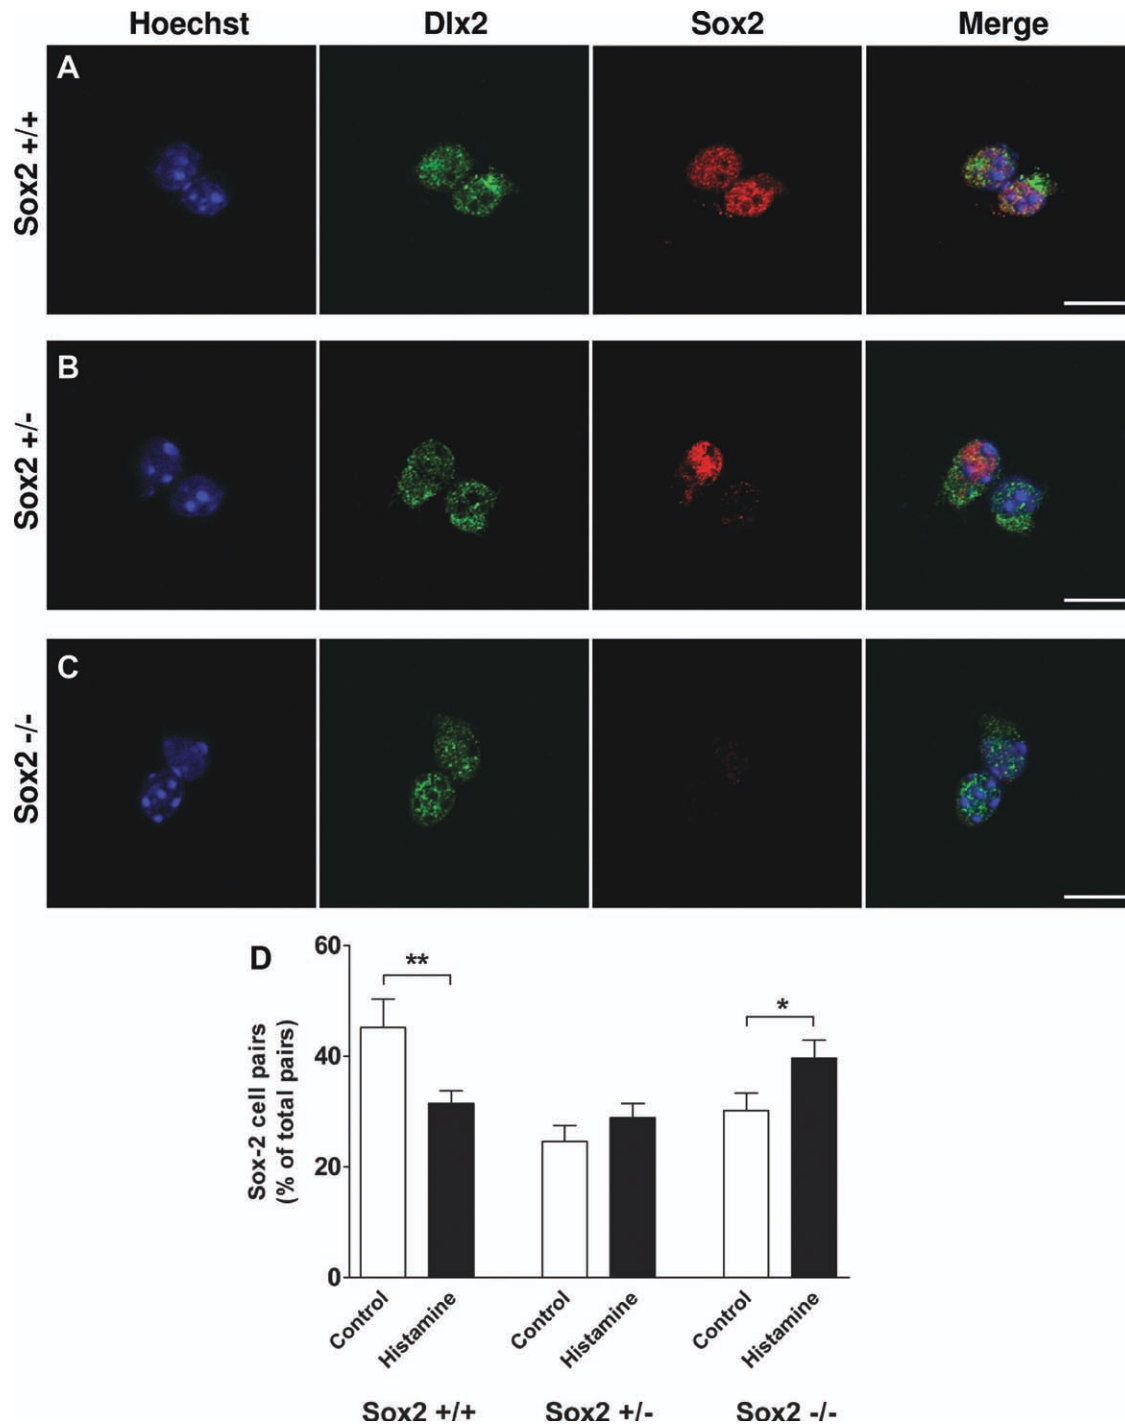 Hoechst Dlx2 Sox2 Merge
A
Sox2 +/+
B
Sox2 +/-
C
Sox2 -/-
D
60
40
20
0
Sox-2 cell pairs
(% of total pairs)
**
*
Control Histamine Control Histamine Control Histamine
Sox2 +/+ Sox2 +/- Sox2 -/-